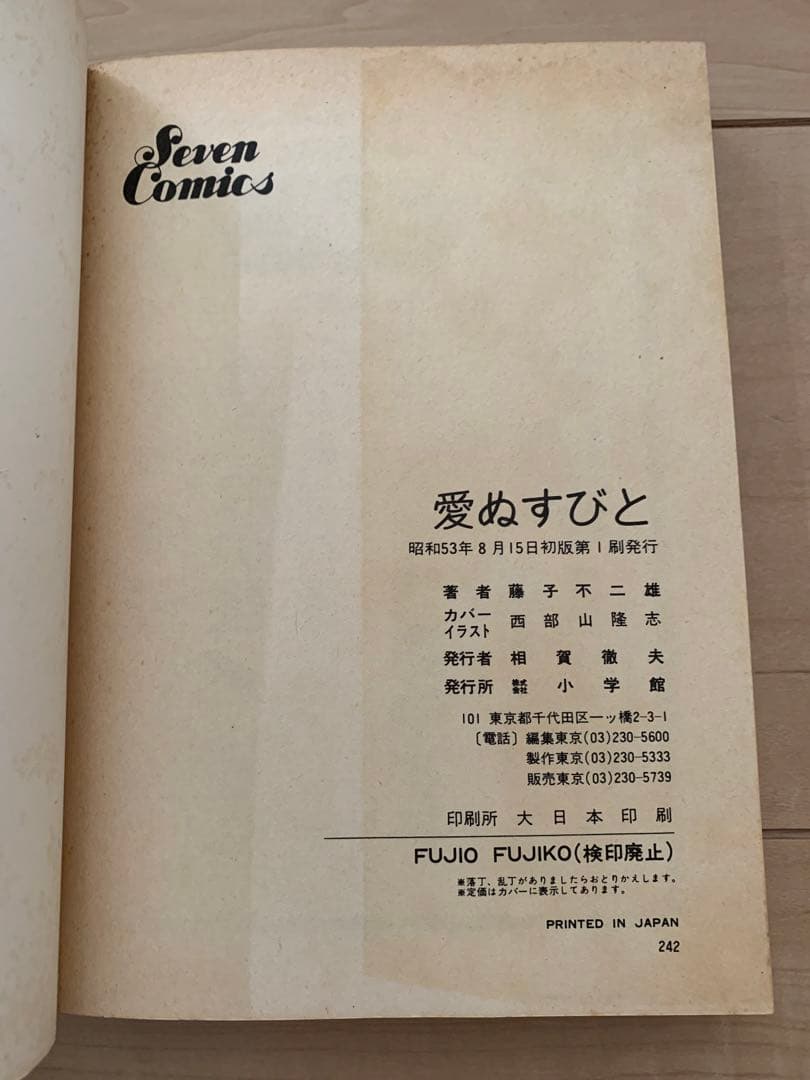 Seven
Comics
愛ぬすびと
昭和53年8月15日初版第1刷発行
著者 藤子不二雄
カバーイラスト 西部山隆志
発行者 相賀徹夫
発行所 株式会社 小学館
101 東京都千代田区一ッ橋2-3-1
〔電話〕編集東京(03)230-5600
製作東京(03)230-5333
販売東京(03)230-5739
印刷所 大日本印刷
FUJIO FUJIKO(検印廃止)
※落丁、乱丁がありましたらおとりかえします。
※定価はカバーに表示してあります。
PRINTED IN JAPAN
242